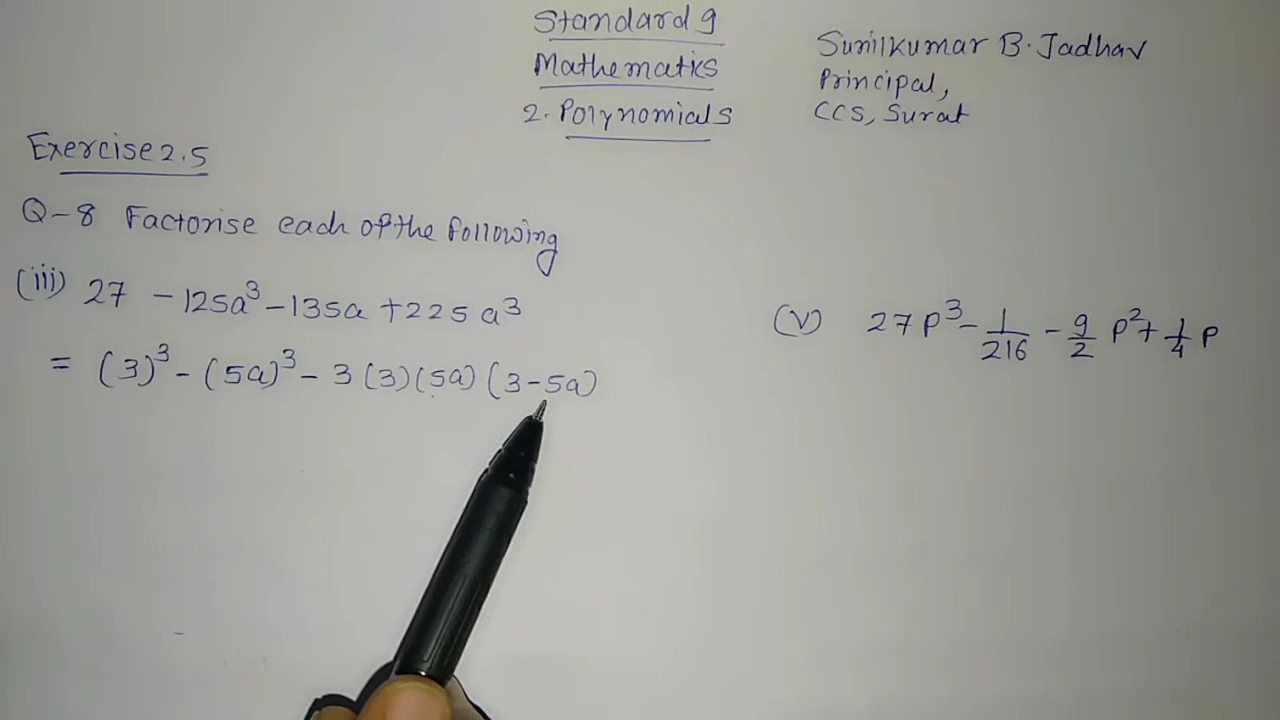 Standard 9
Mathematics
2. Polynomials
Sunilkumar B. Jadhav
Principal,
CCS, Surat
Exercise 2.5
Q-8 Factorise each of the following
(iii) 27 - 125a³ - 135a + 225a³
= (3)³ - (5a)³ - 3(3)(5a)(3-5a)
(V) 27P³ - 1/216 - 9/2 P² + 1/4 P